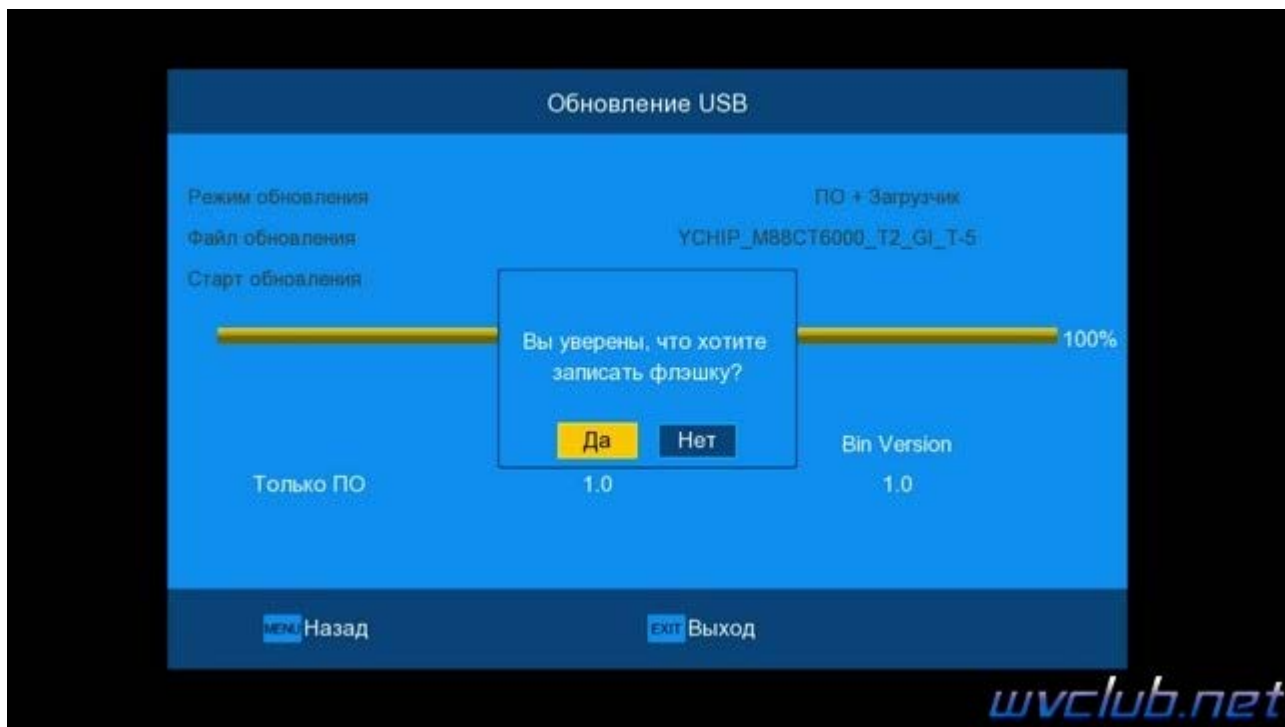 Обновление USB
Режим обновления ПО + Загрузчик
Файл обновления YCHIP_M88CT6000_T2_GI_T-5
Старт обновления
100%
Вы уверены, что хотите
записать флэшку?
Да Нет
Bin Version
Только ПО 1.0 1.0
MENU Назад EXIT Выход
wvclub.net